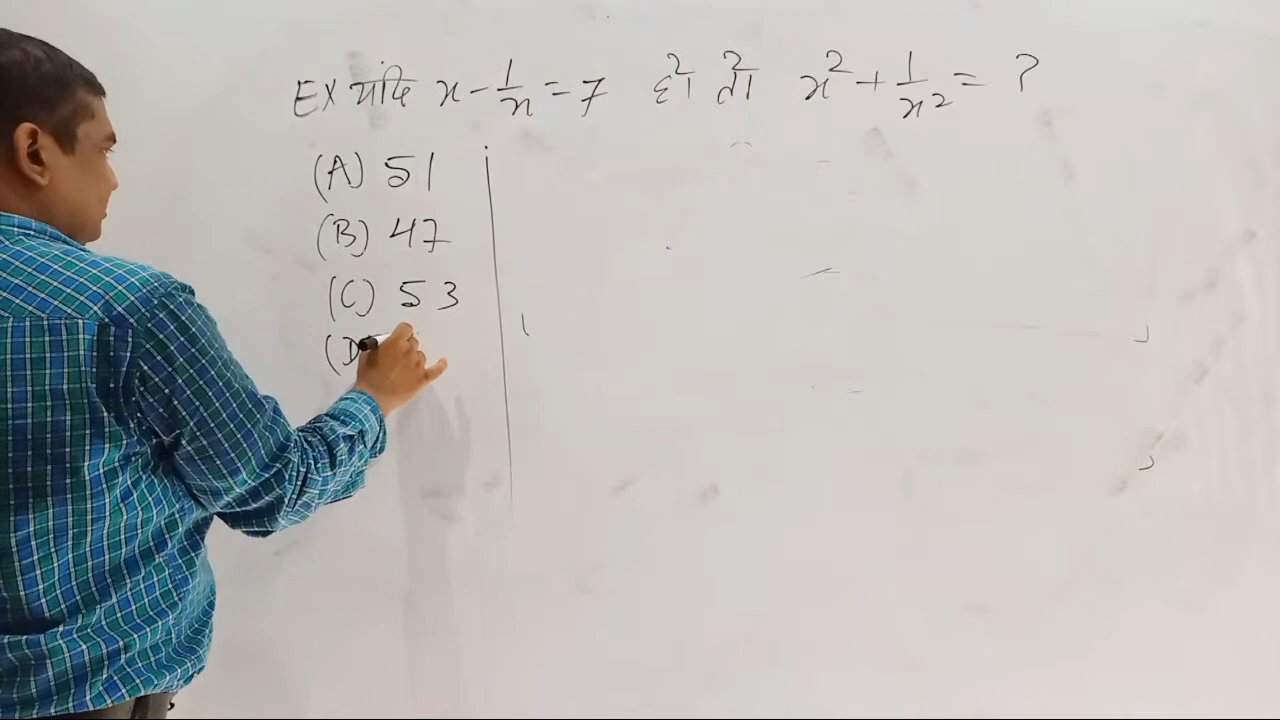 EX यदि x - 1/x = 7 हो तो x² + 1/x² = ?
(A) 51
(B) 47
(C) 53
(D